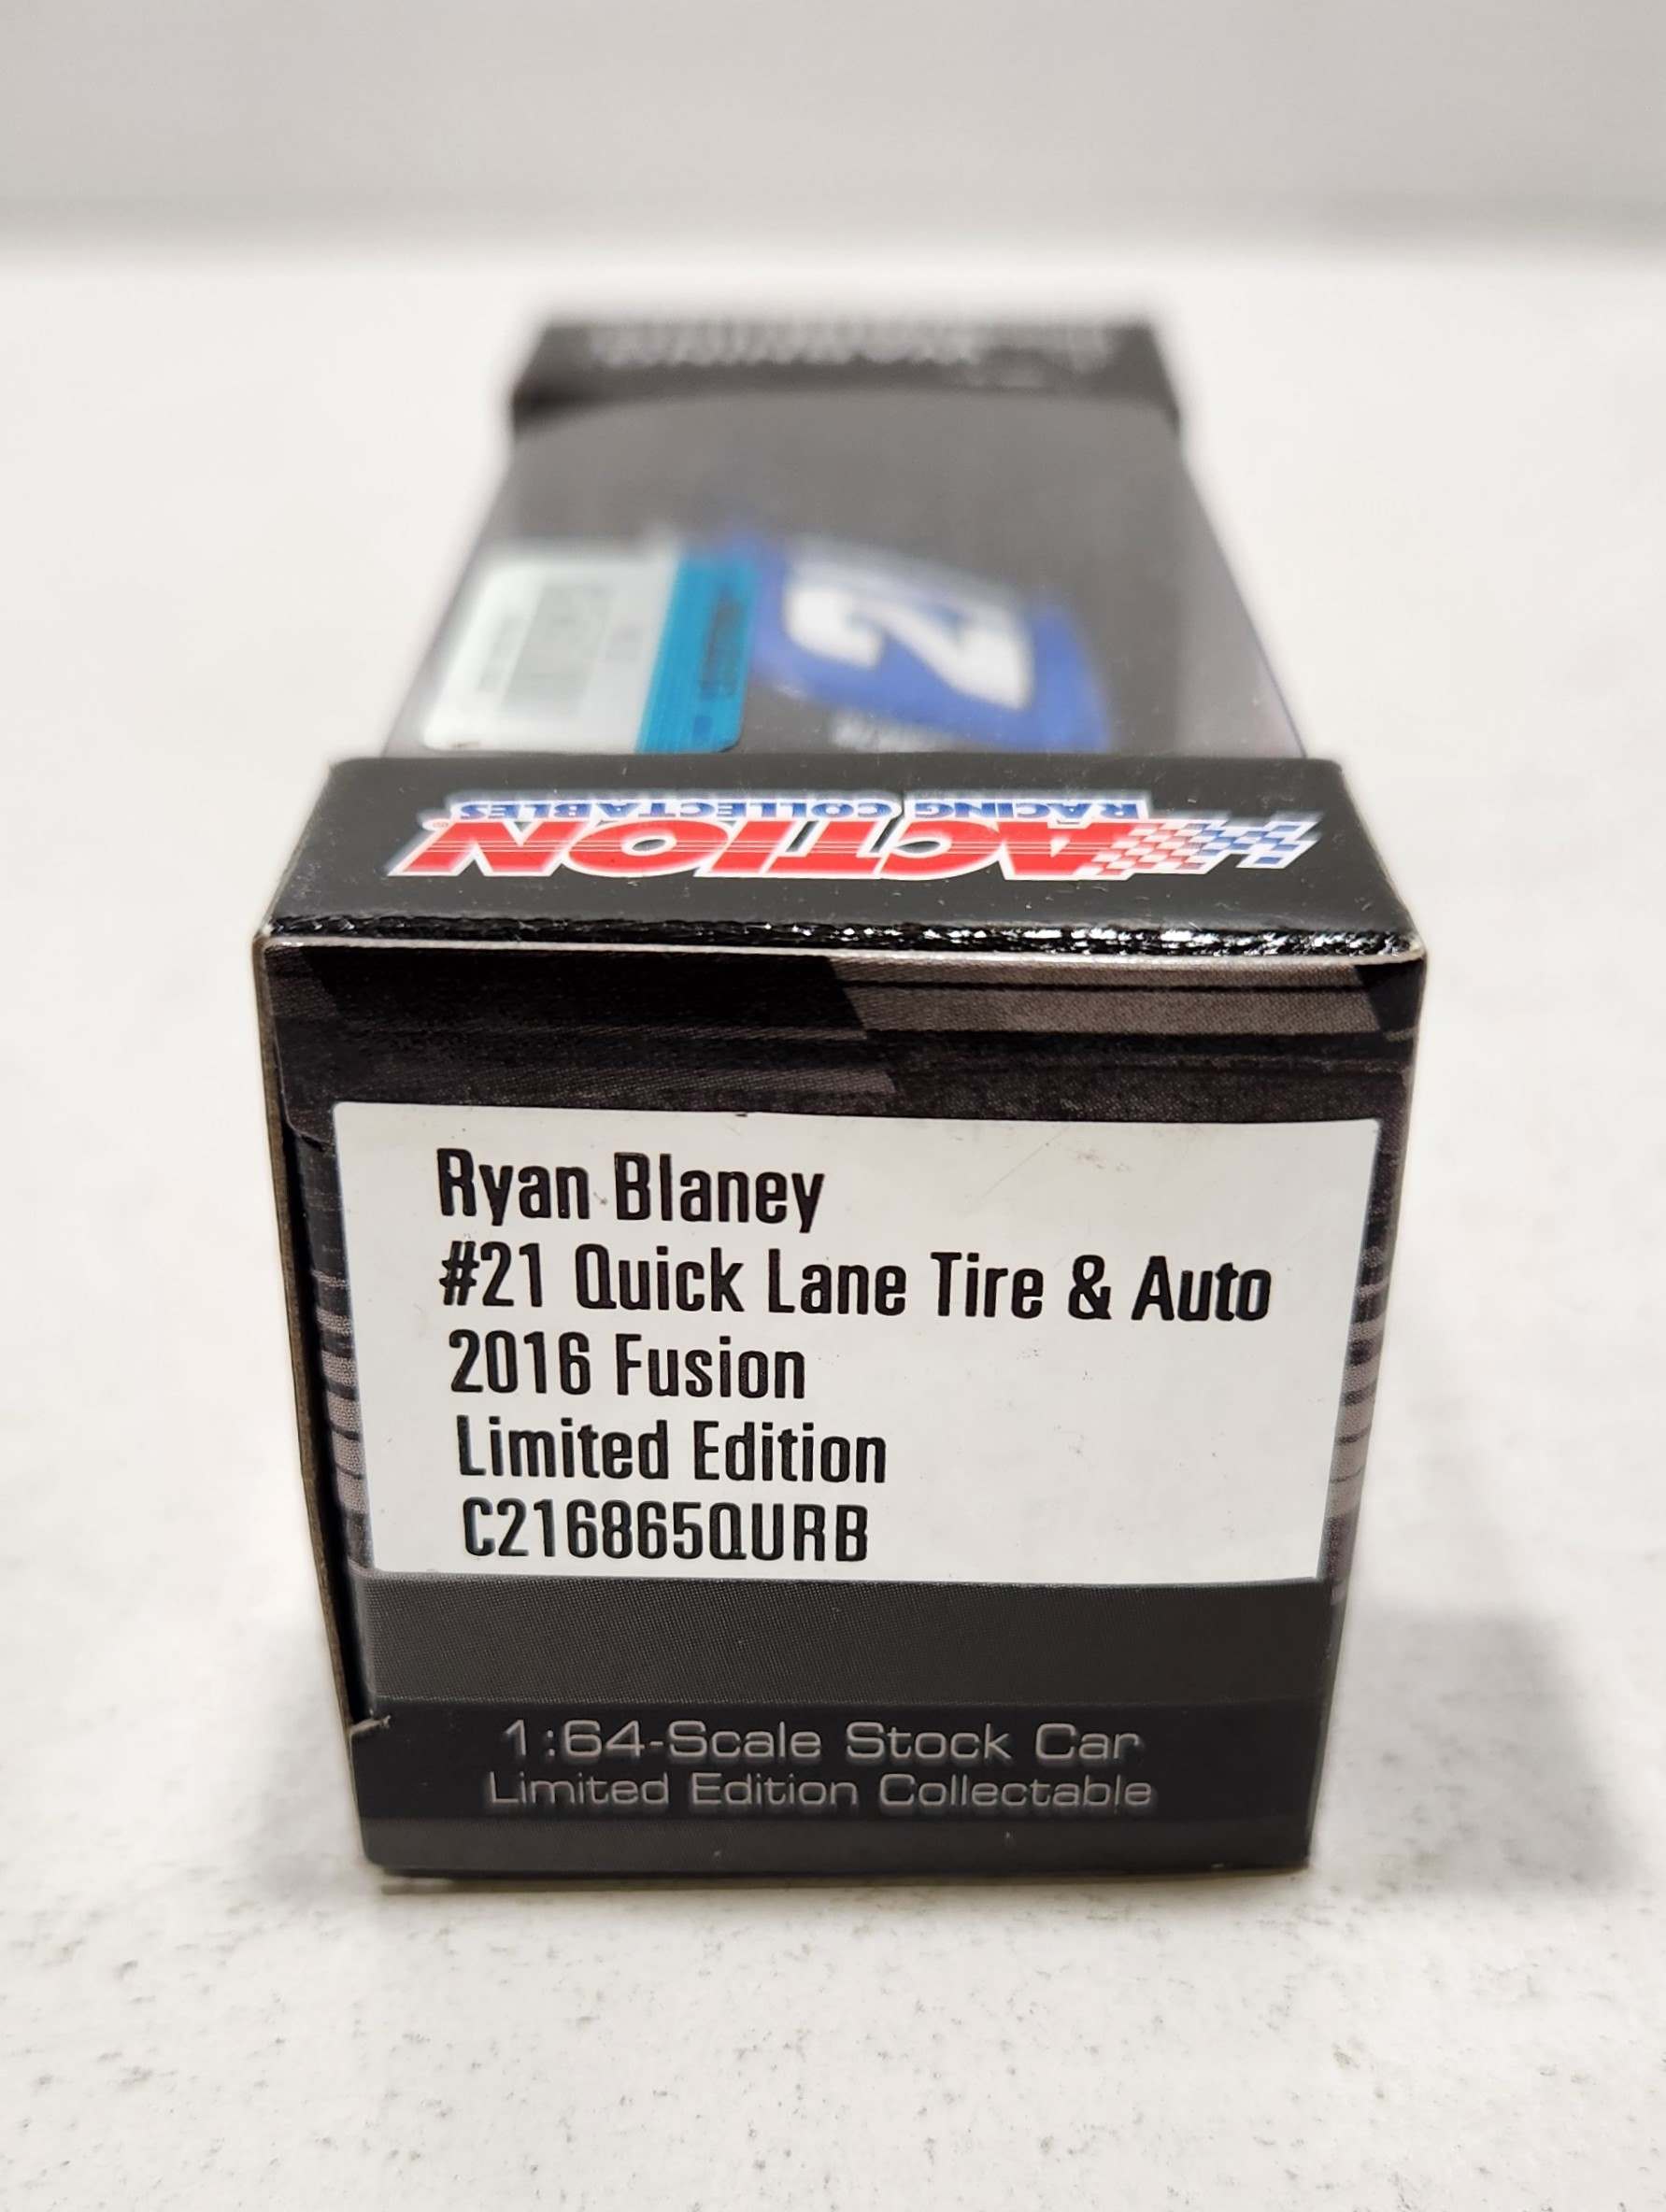 ACTION
RACING COLLECTABLES
Ryan Blaney
#21 Quick Lane Tire & Auto
2016 Fusion
Limited Edition
C216865QURB
1:64-Scale Stock Car
Limited Edition Collectable